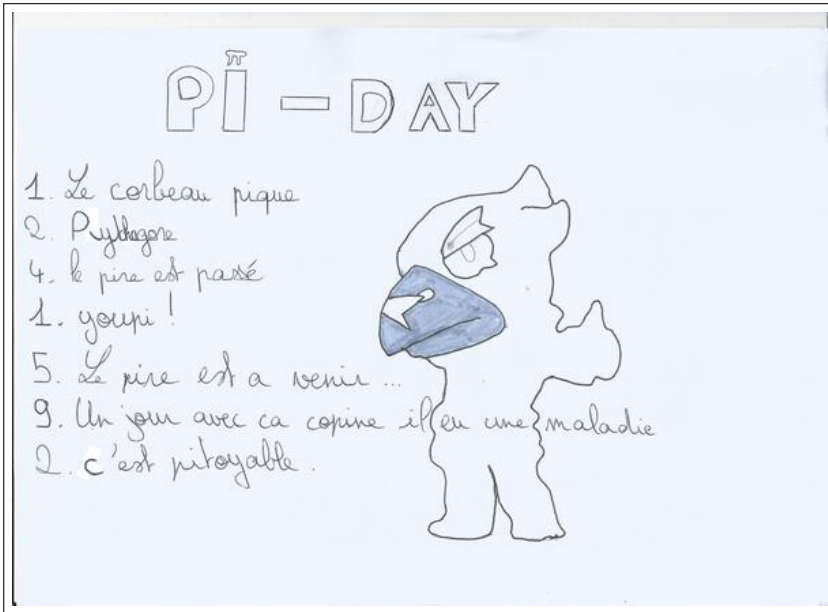 π
PI - DAY
1. Le corbeau pique
2. Pythagore
4. le pire est passé
1. youpi !
5. Le pire est a venir ...
9. Un jour avec ca copine il eu une maladie
2. c'est pitoyable.